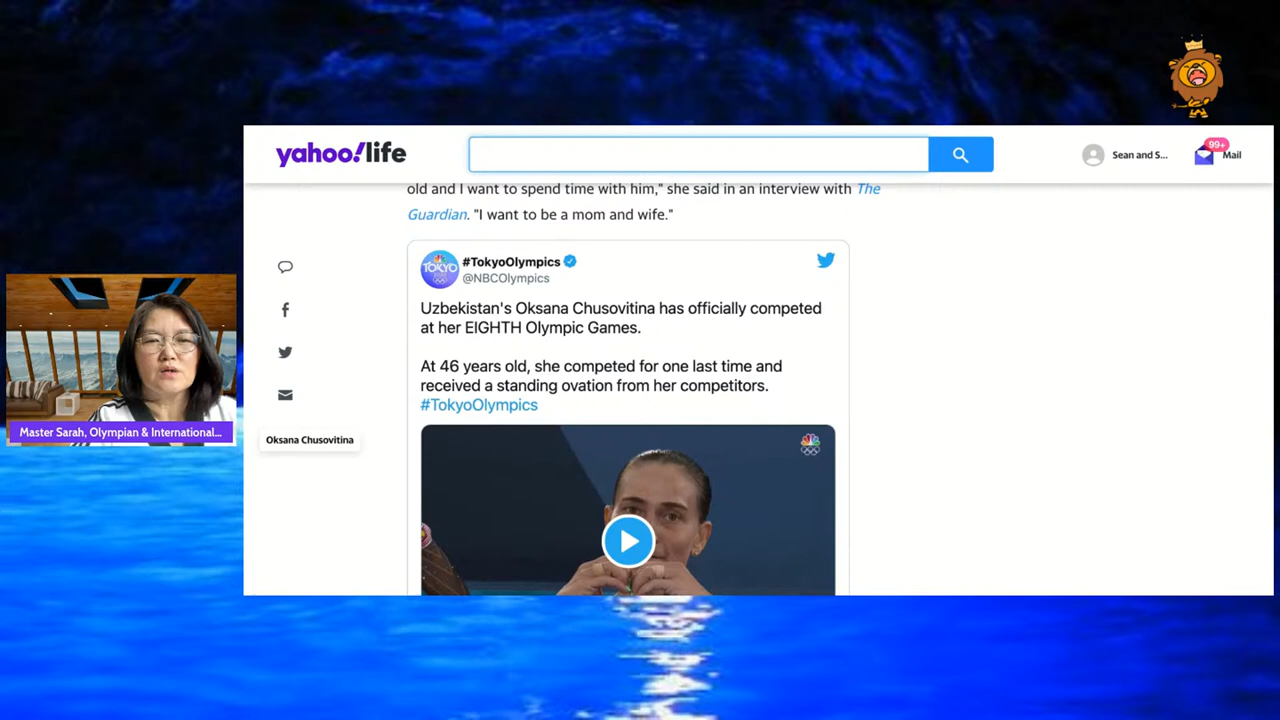 yahoo!life
Sean and S...
99+
Mail
old and I want to spend time with him," she said in an interview with The
Guardian. "I want to be a mom and wife."
TOKYO
#TokyoOlympics
@NBCOlympics
Uzbekistan's Oksana Chusovitina has officially competed
at her EIGHTH Olympic Games.
At 46 years old, she competed for one last time and
received a standing ovation from her competitors.
#TokyoOlympics
Oksana Chusovitina
Master Sarah, Olympian & International...